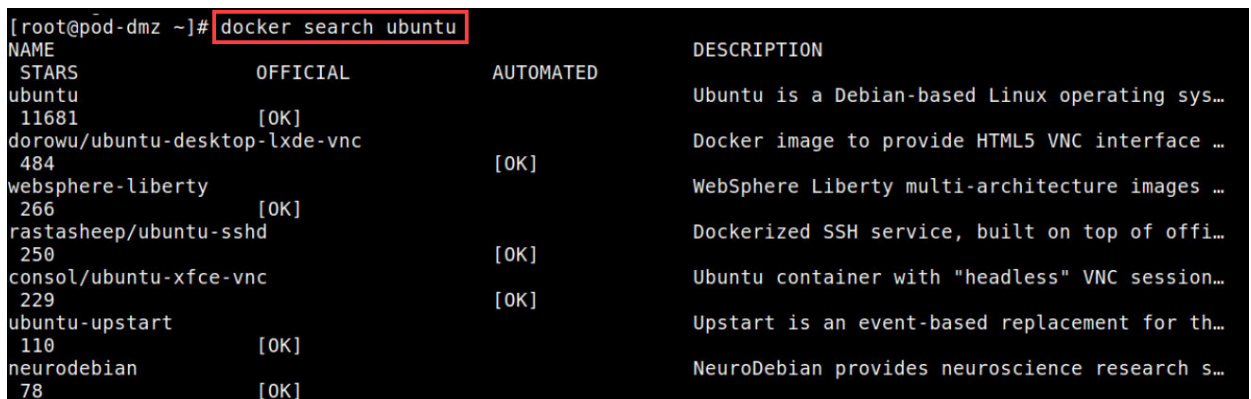 [root@pod-dmz ~]# docker search ubuntu
NAME DESCRIPTION
STARS OFFICIAL AUTOMATED
ubuntu Ubuntu is a Debian-based Linux operating sys…
11681 [OK]
dorowu/ubuntu-desktop-lxde-vnc Docker image to provide HTML5 VNC interface …
484 [OK]
websphere-liberty WebSphere Liberty multi-architecture images …
266 [OK]
rastasheep/ubuntu-sshd Dockerized SSH service, built on top of offi…
250 [OK]
consol/ubuntu-xfce-vnc Ubuntu container with "headless" VNC session…
229 [OK]
ubuntu-upstart Upstart is an event-based replacement for th…
110 [OK]
neurodebian NeuroDebian provides neuroscience research s…
78 [OK]